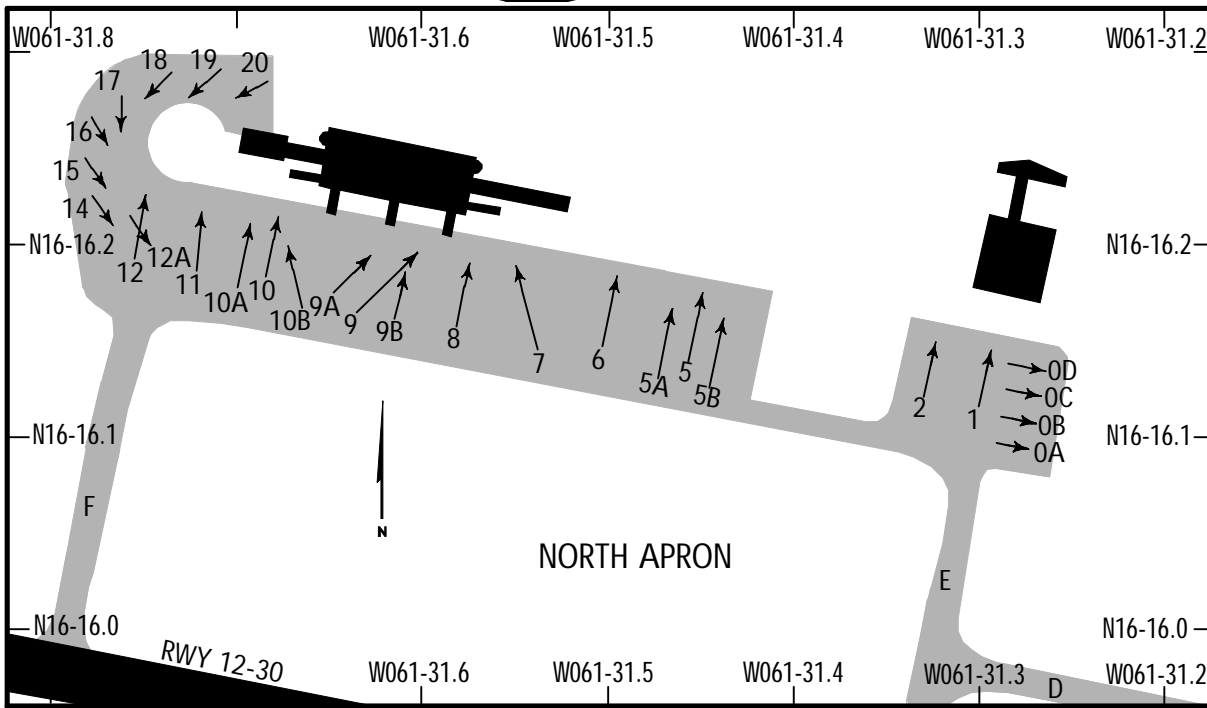 W061-31.8 W061-31.6 W061-31.5 W061-31.4 W061-31.3 W061-31.2
18 19 20
17
16
15
14
N16-16.2 N16-16.2
12 12A 11 10A 10 10B 9A 9 9B 8 7 6 5A 5 5B
2 1
0D
0C
0B
0A
N16-16.1 N16-16.1
F
N
NORTH APRON
E
N16-16.0 N16-16.0
RWY 12-30
W061-31.6 W061-31.5 W061-31.4 W061-31.3 W061-31.2
D